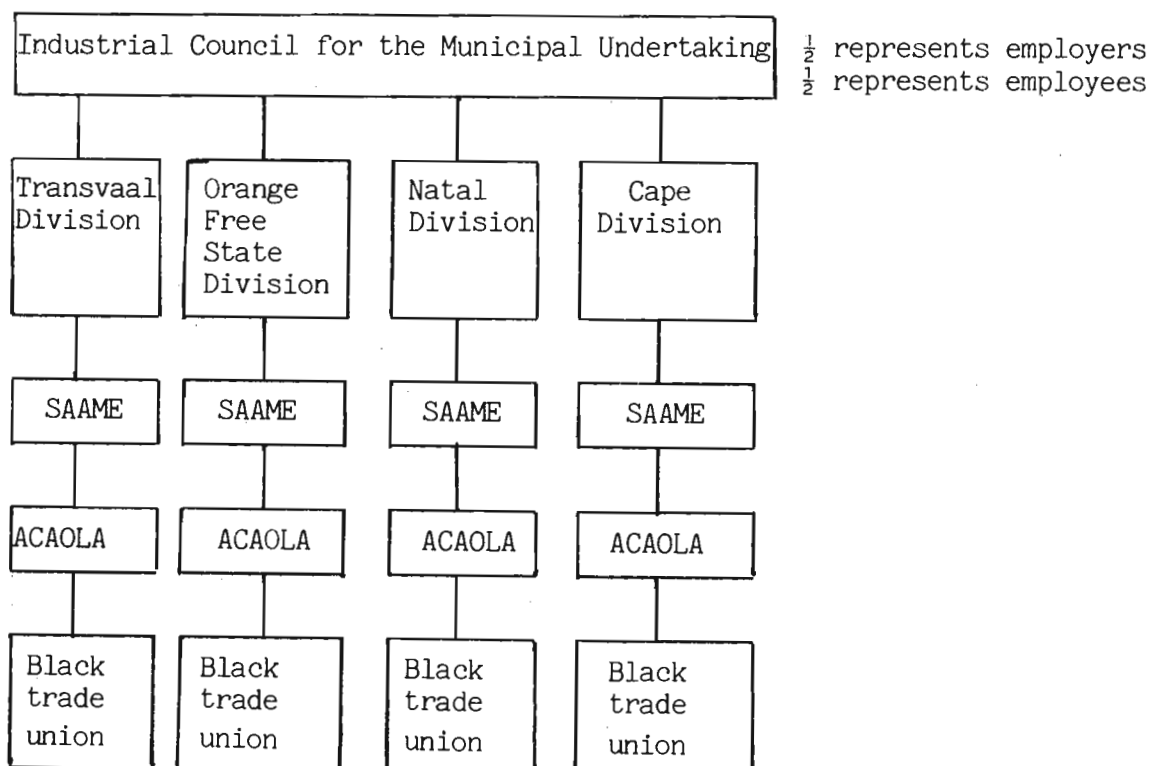 Industrial Council for the Municipal Undertaking
½ represents employers
½ represents employees
Transvaal
Division
Orange
Free
State
Division
Natal
Division
Cape
Division
SAAME
SAAME
SAAME
SAAME
ACAOLA
ACAOLA
ACAOLA
ACAOLA
Black
trade
union
Black
trade
union
Black
trade
union
Black
trade
union